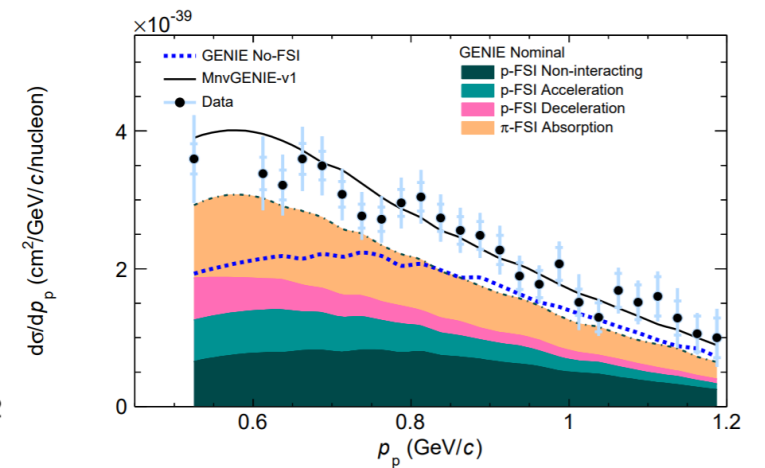 ×10⁻³⁹
GENIE No-FSI
MnvGENIE-v1
Data
GENIE Nominal
p-FSI Non-interacting
p-FSI Acceleration
p-FSI Deceleration
π-FSI Absorption
dσ/dpₚ (cm²/GeV/c/nucleon)
4
2
0
0.6
0.8
1
1.2
pₚ (GeV/c)